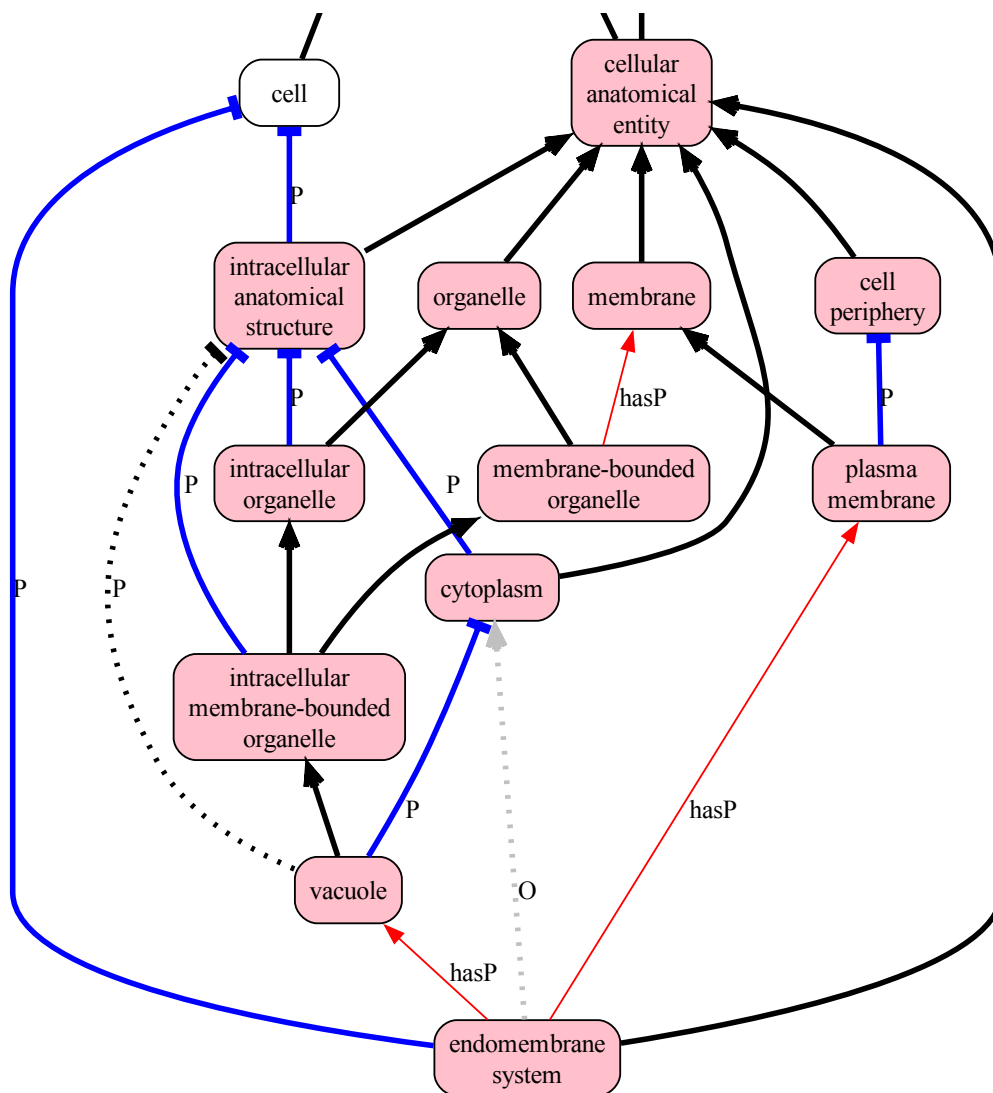 cellular
anatomical
entity
cell
P
intracellular
anatomical
structure
organelle
membrane
cell
periphery
P
hasP
P
intracellular
organelle
P
P
membrane-bounded
organelle
plasma
membrane
P
P
cytoplasm
intracellular
membrane-bounded
organelle
P
hasP
vacuole
O
hasP
endomembrane
system